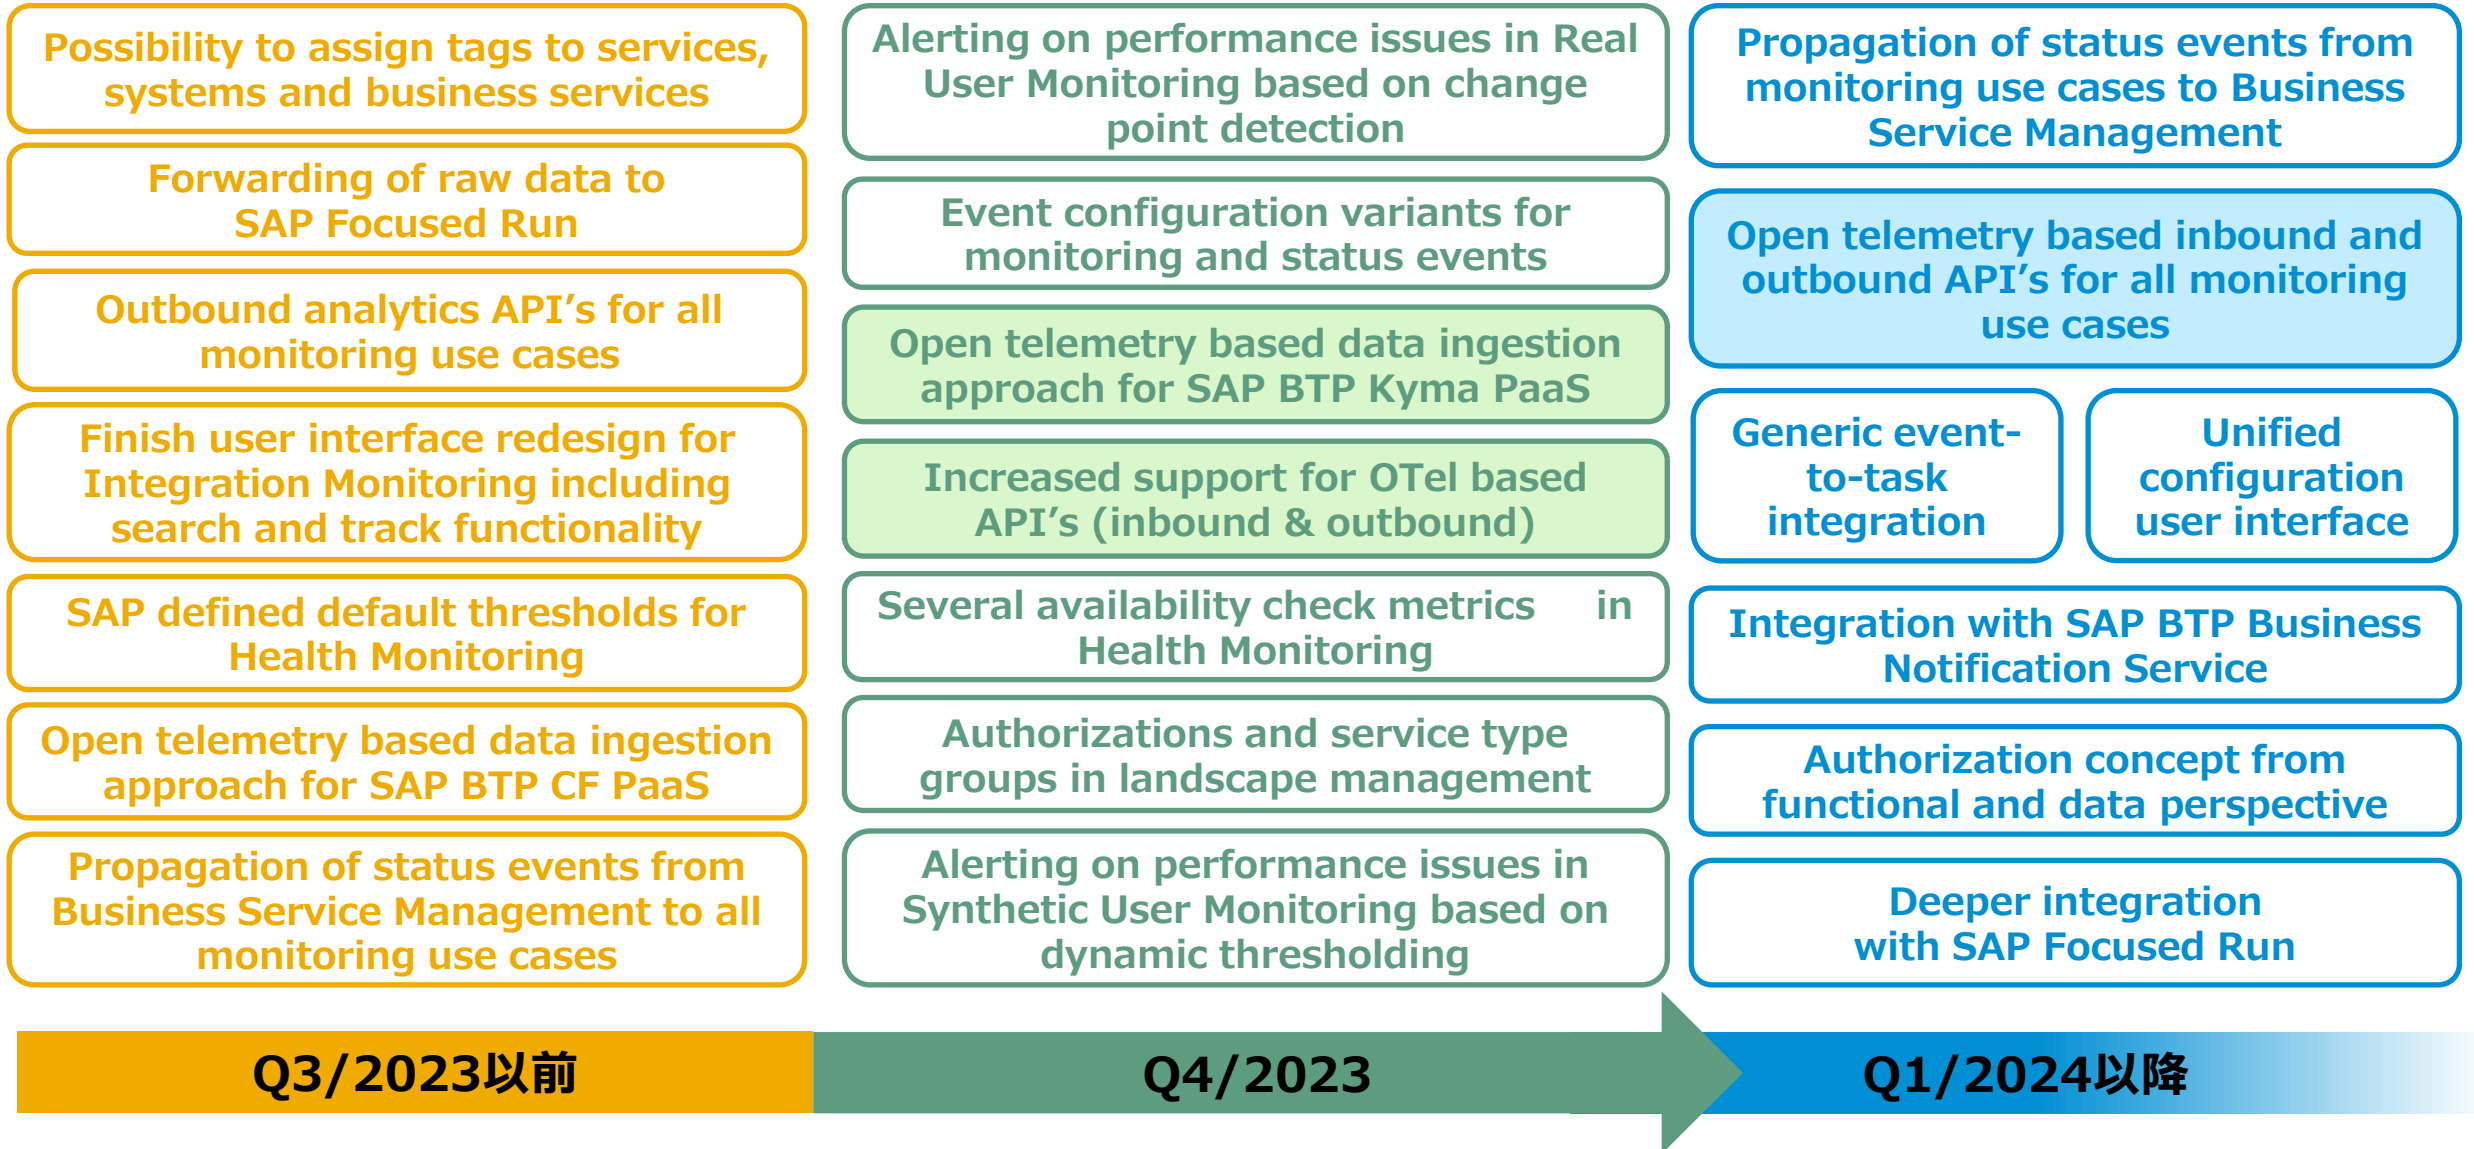 Possibility to assign tags to services,
systems and business services
Forwarding of raw data to
SAP Focused Run
Outbound analytics API’s for all
monitoring use cases
Finish user interface redesign for
Integration Monitoring including
search and track functionality
SAP defined default thresholds for
Health Monitoring
Open telemetry based data ingestion
approach for SAP BTP CF PaaS
Propagation of status events from
Business Service Management to all
monitoring use cases
Alerting on performance issues in Real
User Monitoring based on change
point detection
Event configuration variants for
monitoring and status events
Open telemetry based data ingestion
approach for SAP BTP Kyma PaaS
Increased support for OTel based
API’s (inbound & outbound)
Several availability check metrics in
Health Monitoring
Authorizations and service type
groups in landscape management
Alerting on performance issues in
Synthetic User Monitoring based on
dynamic thresholding
Propagation of status events from
monitoring use cases to Business
Service Management
Open telemetry based inbound and
outbound API’s for all monitoring
use cases
Generic event-
to-task
integration
Unified
configuration
user interface
Integration with SAP BTP Business
Notification Service
Authorization concept from
functional and data perspective
Deeper integration
with SAP Focused Run
Q3/2023以前
Q4/2023
Q1/2024以降